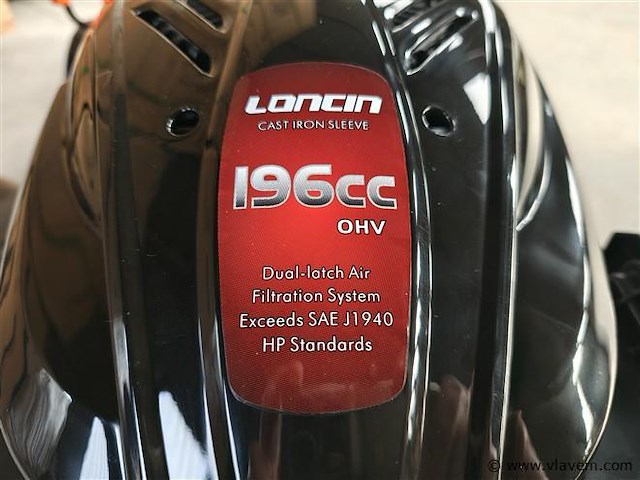 LONCIN
CAST IRON SLEEVE
196cc
OHV
Dual-latch Air
Filtration System
Exceeds SAE J1940
HP Standards
© www.vlavem.com